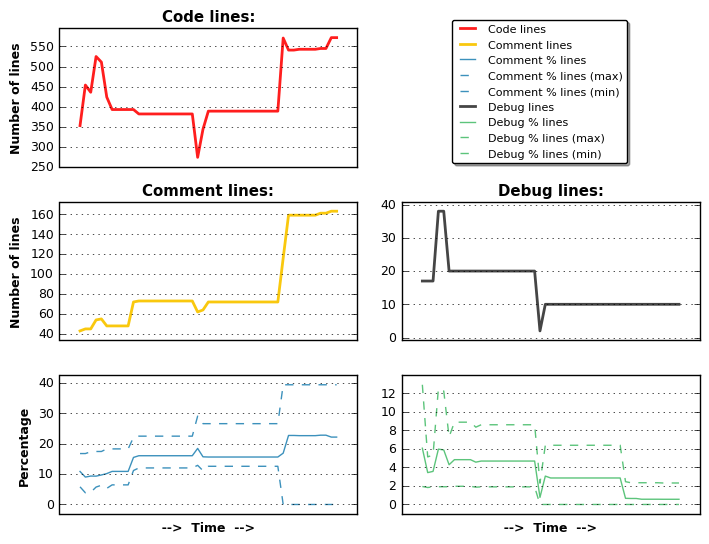 Code lines:
Number of lines
550
500
450
400
350
300
250
Code lines
Comment lines
Comment % lines
Comment % lines (max)
Comment % lines (min)
Debug lines
Debug % lines
Debug % lines (max)
Debug % lines (min)
Comment lines:
Number of lines
160
140
120
100
80
60
40
Debug lines:
40
30
20
10
0
Percentage
40
30
20
10
0
--> Time -->
12
10
8
6
4
2
0
--> Time -->